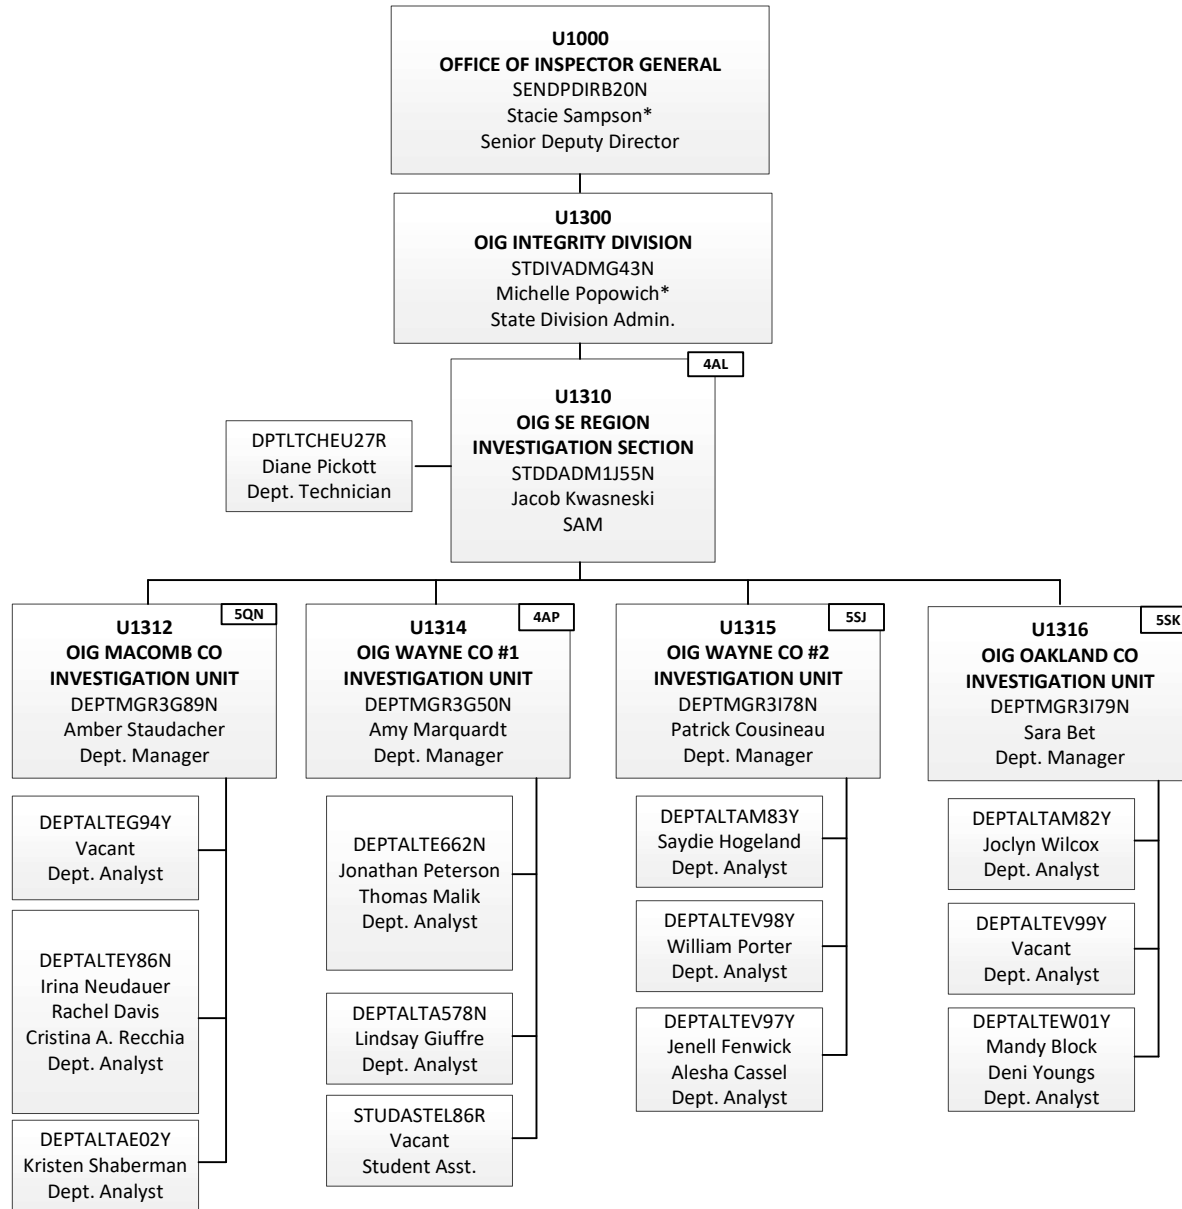 U1000
OFFICE OF INSPECTOR GENERAL
SENDPDIRB20N
Stacie Sampson*
Senior Deputy Director
U1300
OIG INTEGRITY DIVISION
STDIVADMG43N
Michelle Popowich*
State Division Admin.
4AL
U1310
OIG SE REGION
INVESTIGATION SECTION
STDDADM1J55N
Jacob Kwasneski
SAM
DPTLTCHEU27R
Diane Pickott
Dept. Technician
5QN
U1312
OIG MACOMB CO
INVESTIGATION UNIT
DEPTMGR3G89N
Amber Staudacher
Dept. Manager
DEPTALTEG94Y
Vacant
Dept. Analyst
DEPTALTEY86N
Irina Neudauer
Rachel Davis
Cristina A. Recchia
Dept. Analyst
DEPTALTAE02Y
Kristen Shaberman
Dept. Analyst
4AP
U1314
OIG WAYNE CO #1
INVESTIGATION UNIT
DEPTMGR3G50N
Amy Marquardt
Dept. Manager
DEPTALTE662N
Jonathan Peterson
Thomas Malik
Dept. Analyst
DEPTALTA578N
Lindsay Giuffre
Dept. Analyst
STUDASTEL86R
Vacant
Student Asst.
5SJ
U1315
OIG WAYNE CO #2
INVESTIGATION UNIT
DEPTMGR3I78N
Patrick Cousineau
Dept. Manager
DEPTALTAM83Y
Saydie Hogeland
Dept. Analyst
DEPTALTEV98Y
William Porter
Dept. Analyst
DEPTALTEV97Y
Jenell Fenwick
Alesha Cassel
Dept. Analyst
5SK
U1316
OIG OAKLAND CO
INVESTIGATION UNIT
DEPTMGR3I79N
Sara Bet
Dept. Manager
DEPTALTAM82Y
Joclyn Wilcox
Dept. Analyst
DEPTALTEV99Y
Vacant
Dept. Analyst
DEPTALTEW01Y
Mandy Block
Deni Youngs
Dept. Analyst